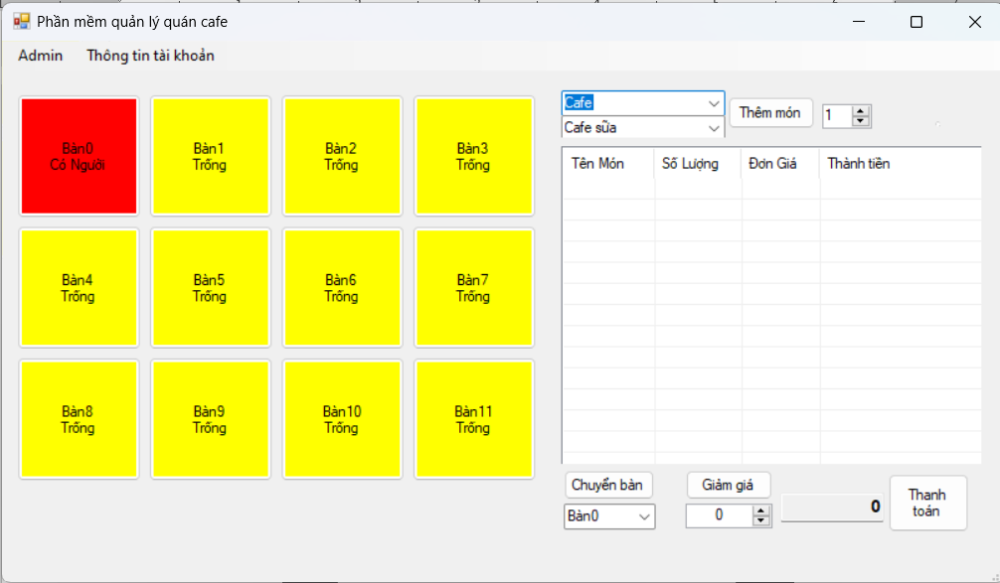 Phần mềm quản lý quán cafe
Admin Thông tin tài khoản
Bàn0
Có Người
Bàn1
Trống
Bàn2
Trống
Bàn3
Trống
Bàn4
Trống
Bàn5
Trống
Bàn6
Trống
Bàn7
Trống
Bàn8
Trống
Bàn9
Trống
Bàn10
Trống
Bàn11
Trống
Cafe
Cafe sữa
Thêm món
1
Tên Món Số Lượng Đơn Giá Thành tiền
Chuyển bàn
Bàn0
Giảm giá
0
0
Thanh
toán